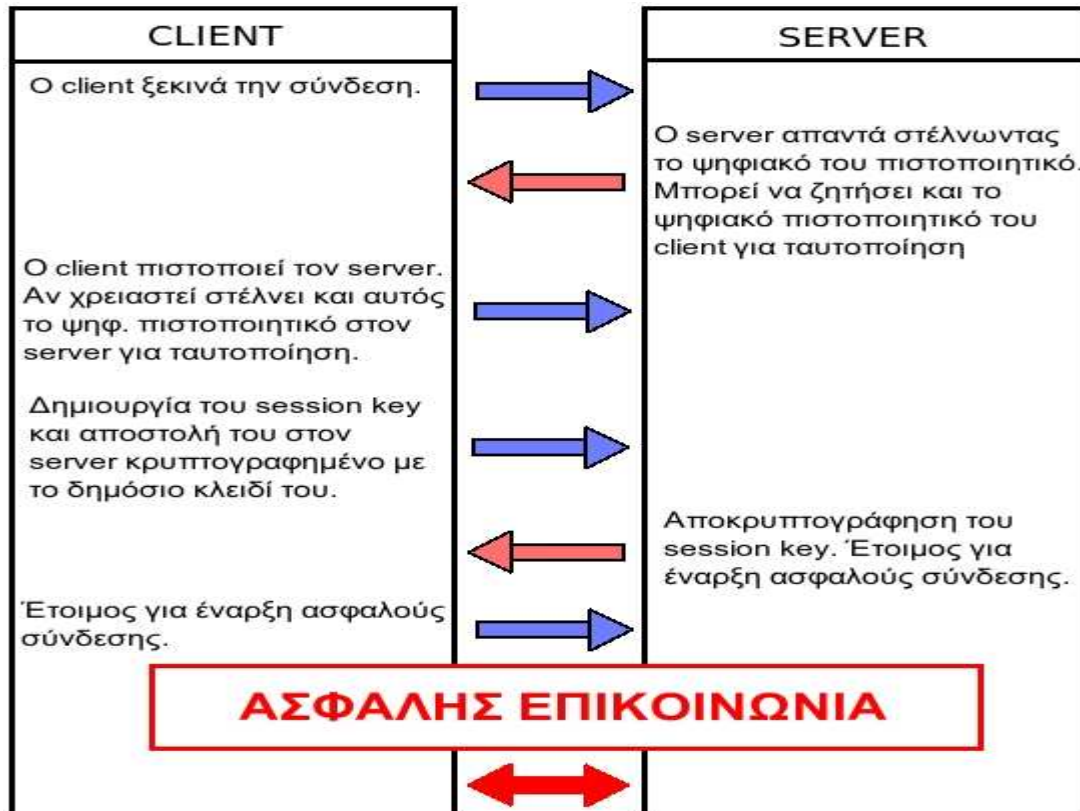 CLIENT
SERVER
Ο client ξεκινά την σύνδεση.
Ο server απαντά στέλνωντας
το ψηφιακό του πιστοποιητικό.
Μπορεί να ζητήσει και το
ψηφιακό πιστοποιητικό του
client για ταυτοποίηση
Ο client πιστοποιεί τον server.
Αν χρειαστεί στέλνει και αυτός
το ψηφ. πιστοποιητικό στον
server για ταυτοποίηση.
Δημιουργία του session key
και αποστολή του στον
server κρυπτογραφημένο με
το δημόσιο κλειδί του.
Αποκρυπτογράφηση του
session key. Έτοιμος για
έναρξη ασφαλούς σύνδεσης.
Έτοιμος για έναρξη ασφαλούς
σύνδεσης.
ΑΣΦΑΛΗΣ ΕΠΙΚΟΙΝΩΝΙΑ